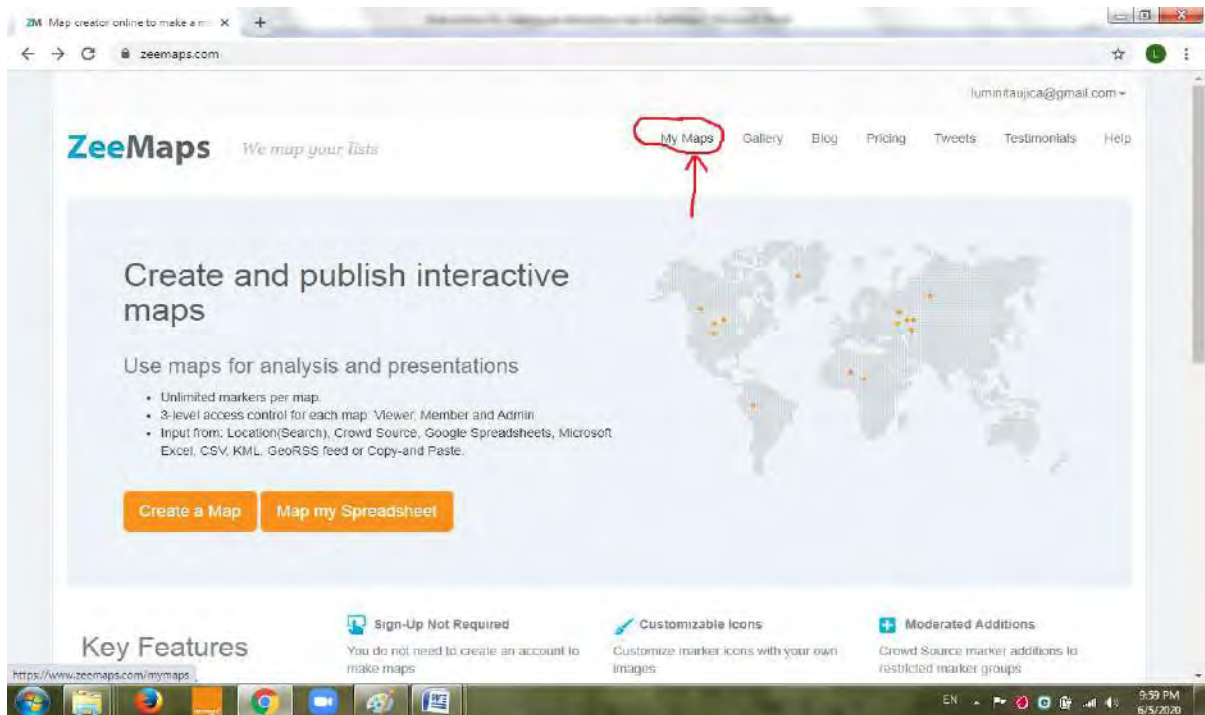 ZM Map creator online to make a m
zeemaps.com
L
luminitaujica@gmail.com
ZeeMaps We map your lists
My Maps Gallery Blog Pricing Tweets Testimonials Help
Create and publish interactive
maps
Use maps for analysis and presentations
Unlimited markers per map.
3-level access control for each map: Viewer, Member and Admin
Input from: Location(Search), Crowd Source, Google Spreadsheets, Microsoft
Excel, CSV, KML, GeoRSS feed or Copy-and Paste.
Create a Map Map my Spreadsheet
Key Features
Sign-Up Not Required
You do not need to create an account to
make maps
Customizable Icons
Customize marker icons with your own
images
Moderated Additions
Crowd Source marker additions to
restricted marker groups
https://www.zeemaps.com/mymaps
EN 9:59 PM
6/5/2020